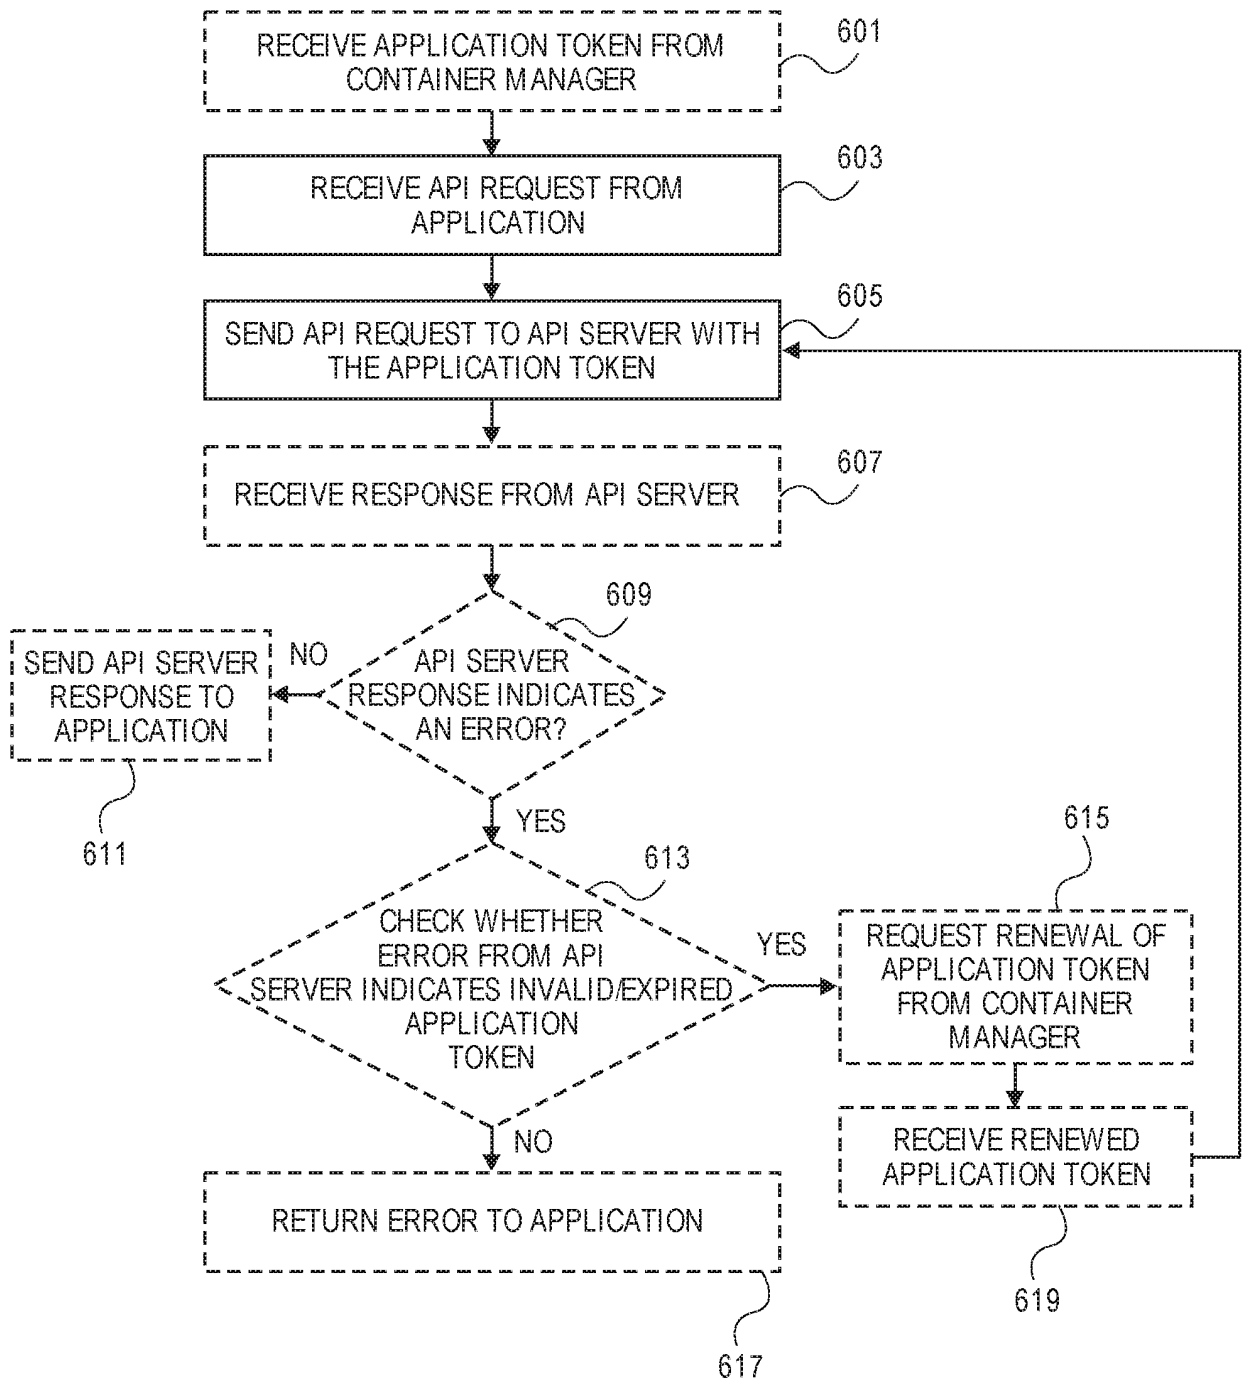 RECEIVE APPLICATION TOKEN FROM
CONTAINER MANAGER
601
RECEIVE API REQUEST FROM
APPLICATION
603
SEND API REQUEST TO API SERVER WITH
THE APPLICATION TOKEN
605
RECEIVE RESPONSE FROM API SERVER
607
609
API SERVER
RESPONSE INDICATES
AN ERROR?
NO
SEND API SERVER
RESPONSE TO
APPLICATION
611
YES
613
CHECK WHETHER
ERROR FROM API
SERVER INDICATES INVALID/EXPIRED
APPLICATION
TOKEN
YES
615
REQUEST RENEWAL OF
APPLICATION TOKEN
FROM CONTAINER
MANAGER
NO
RECEIVE RENEWED
APPLICATION TOKEN
619
RETURN ERROR TO APPLICATION
617